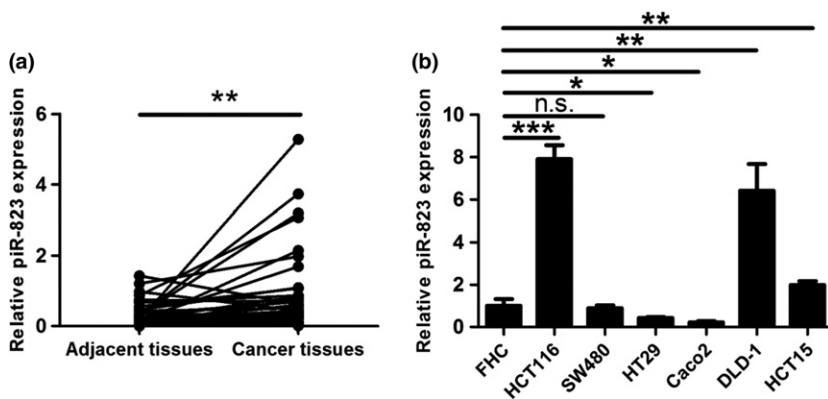 (a)
Relative piR-823 expression
6
4
2
0
**
Adjacent tissues
Cancer tissues
(b)
Relative piR-823 expression
10
8
6
4
2
0
**
**
*
*
n.s.
***
FHC
HCT116
SW480
HT29
Caco2
DLD-1
HCT15